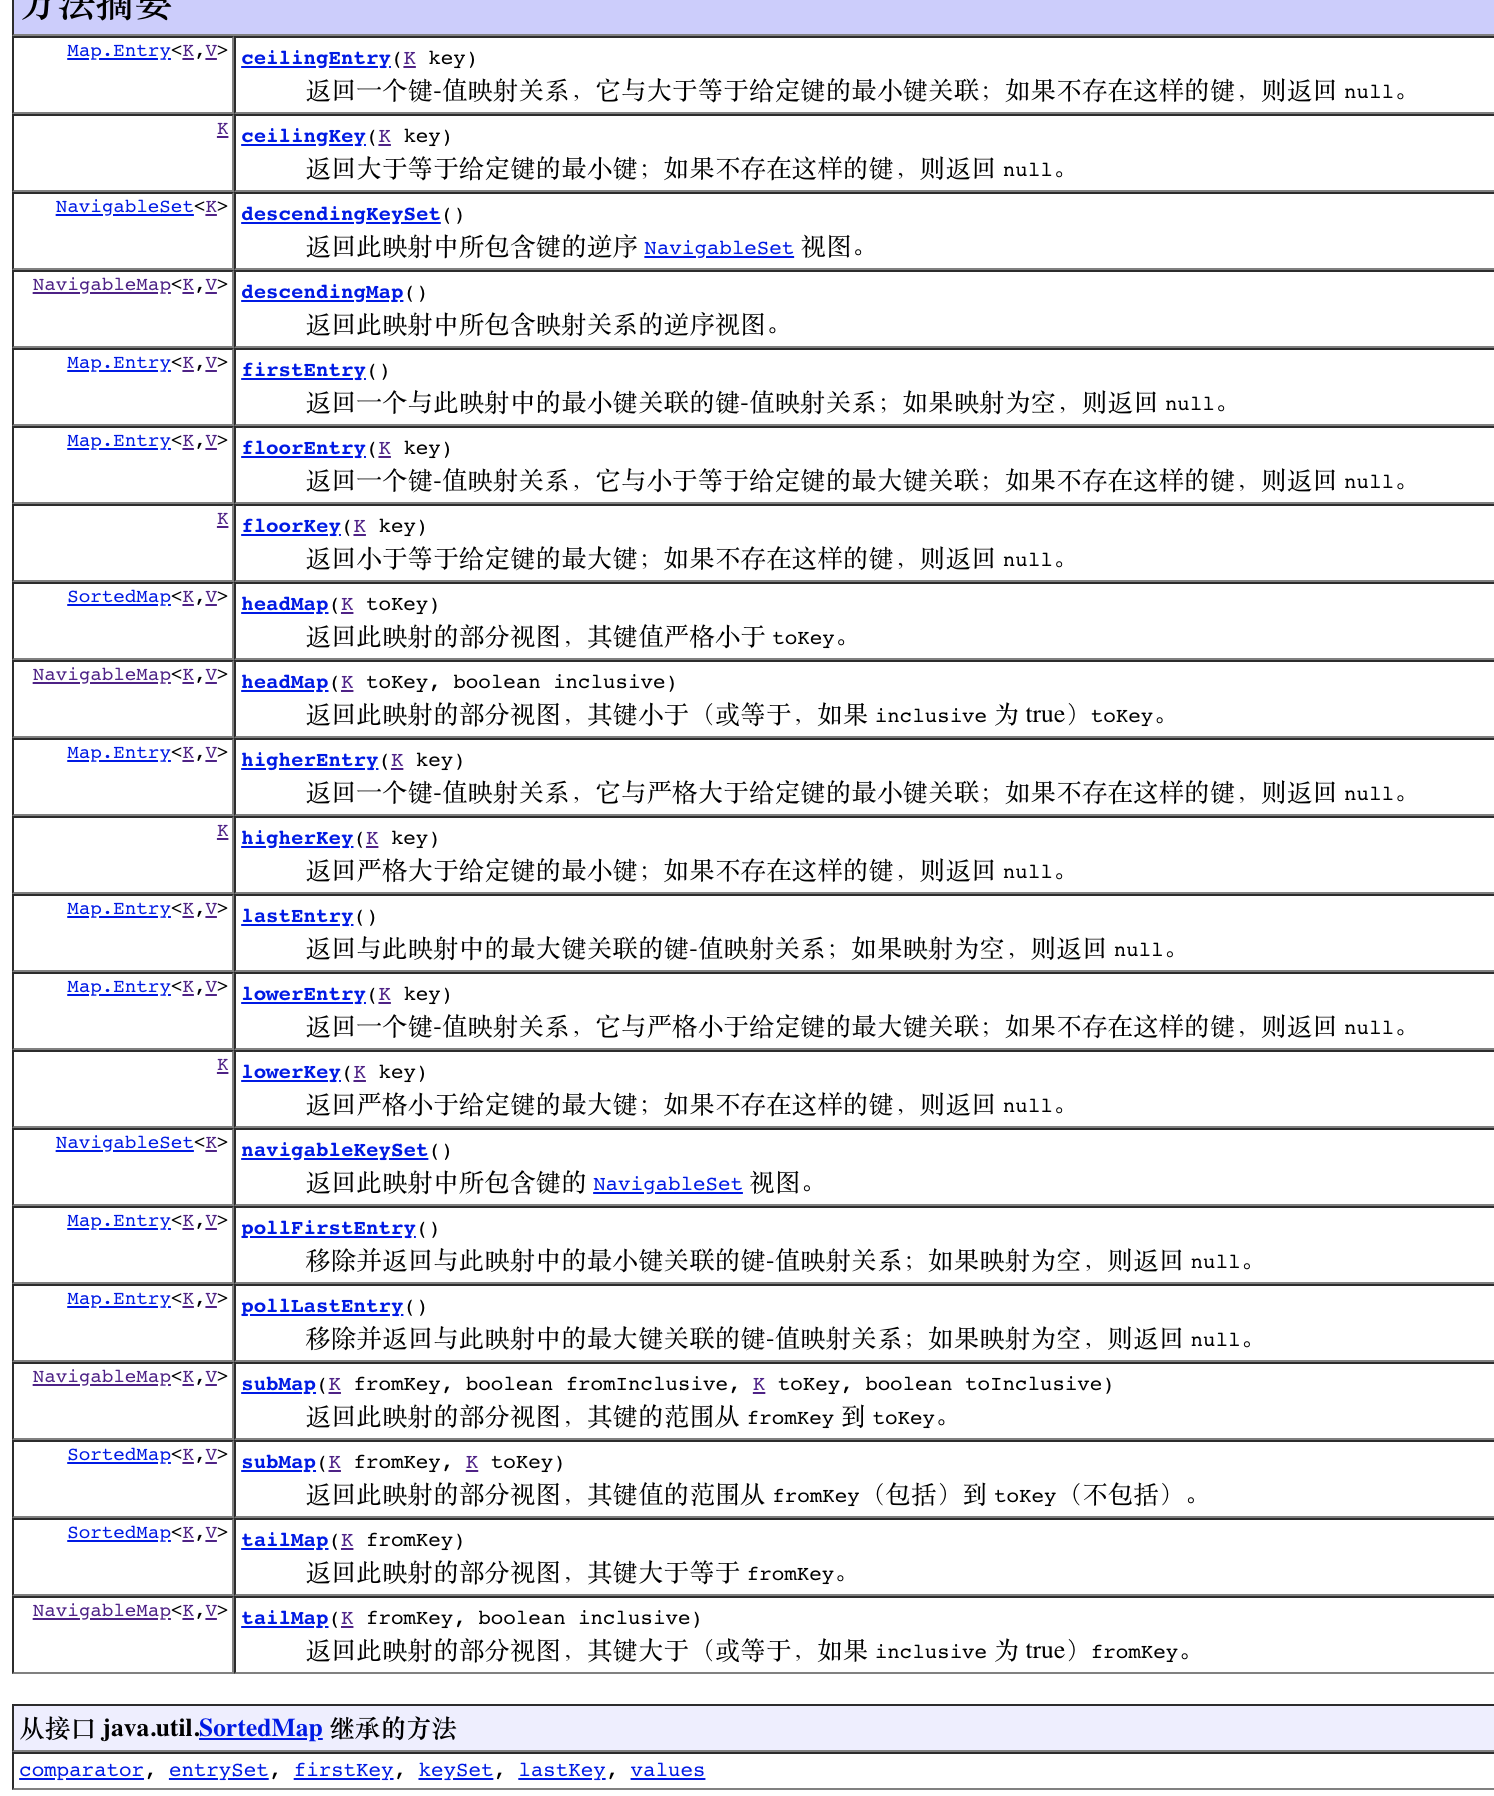 方法摘要
Map.Entry<K,V> ceilingEntry(K key)
返回一个键-值映射关系，它与大于等于给定键的最小键关联；如果不存在这样的键，则返回 null。
K ceilingKey(K key)
返回大于等于给定键的最小键；如果不存在这样的键，则返回 null。
NavigableSet<K> descendingKeySet()
返回此映射中所包含键的逆序 NavigableSet 视图。
NavigableMap<K,V> descendingMap()
返回此映射中所包含映射关系的逆序视图。
Map.Entry<K,V> firstEntry()
返回一个与此映射中的最小键关联的键-值映射关系；如果映射为空，则返回 null。
Map.Entry<K,V> floorEntry(K key)
返回一个键-值映射关系，它与小于等于给定键的最大键关联；如果不存在这样的键，则返回 null。
K floorKey(K key)
返回小于等于给定键的最大键；如果不存在这样的键，则返回 null。
SortedMap<K,V> headMap(K toKey)
返回此映射的部分视图，其键值严格小于 toKey。
NavigableMap<K,V> headMap(K toKey, boolean inclusive)
返回此映射的部分视图，其键小于（或等于，如果 inclusive 为 true）toKey。
Map.Entry<K,V> higherEntry(K key)
返回一个键-值映射关系，它与严格大于给定键的最小键关联；如果不存在这样的键，则返回 null。
K higherKey(K key)
返回严格大于给定键的最小键；如果不存在这样的键，则返回 null。
Map.Entry<K,V> lastEntry()
返回与此映射中的最大键关联的键-值映射关系；如果映射为空，则返回 null。
Map.Entry<K,V> lowerEntry(K key)
返回一个键-值映射关系，它与严格小于给定键的最大键关联；如果不存在这样的键，则返回 null。
K lowerKey(K key)
返回严格小于给定键的最大键；如果不存在这样的键，则返回 null。
NavigableSet<K> navigableKeySet()
返回此映射中所包含键的 NavigableSet 视图。
Map.Entry<K,V> pollFirstEntry()
移除并返回与此映射中的最小键关联的键-值映射关系；如果映射为空，则返回 null。
Map.Entry<K,V> pollLastEntry()
移除并返回与此映射中的最大键关联的键-值映射关系；如果映射为空，则返回 null。
NavigableMap<K,V> subMap(K fromKey, boolean fromInclusive, K toKey, boolean toInclusive)
返回此映射的部分视图，其键的范围从 fromKey 到 toKey。
SortedMap<K,V> subMap(K fromKey, K toKey)
返回此映射的部分视图，其键值的范围从 fromKey（包括）到 toKey（不包括）。
SortedMap<K,V> tailMap(K fromKey)
返回此映射的部分视图，其键大于等于 fromKey。
NavigableMap<K,V> tailMap(K fromKey, boolean inclusive)
返回此映射的部分视图，其键大于（或等于，如果 inclusive 为 true）fromKey。
从接口 java.util.SortedMap 继承的方法
comparator, entrySet, firstKey, keySet, lastKey, values